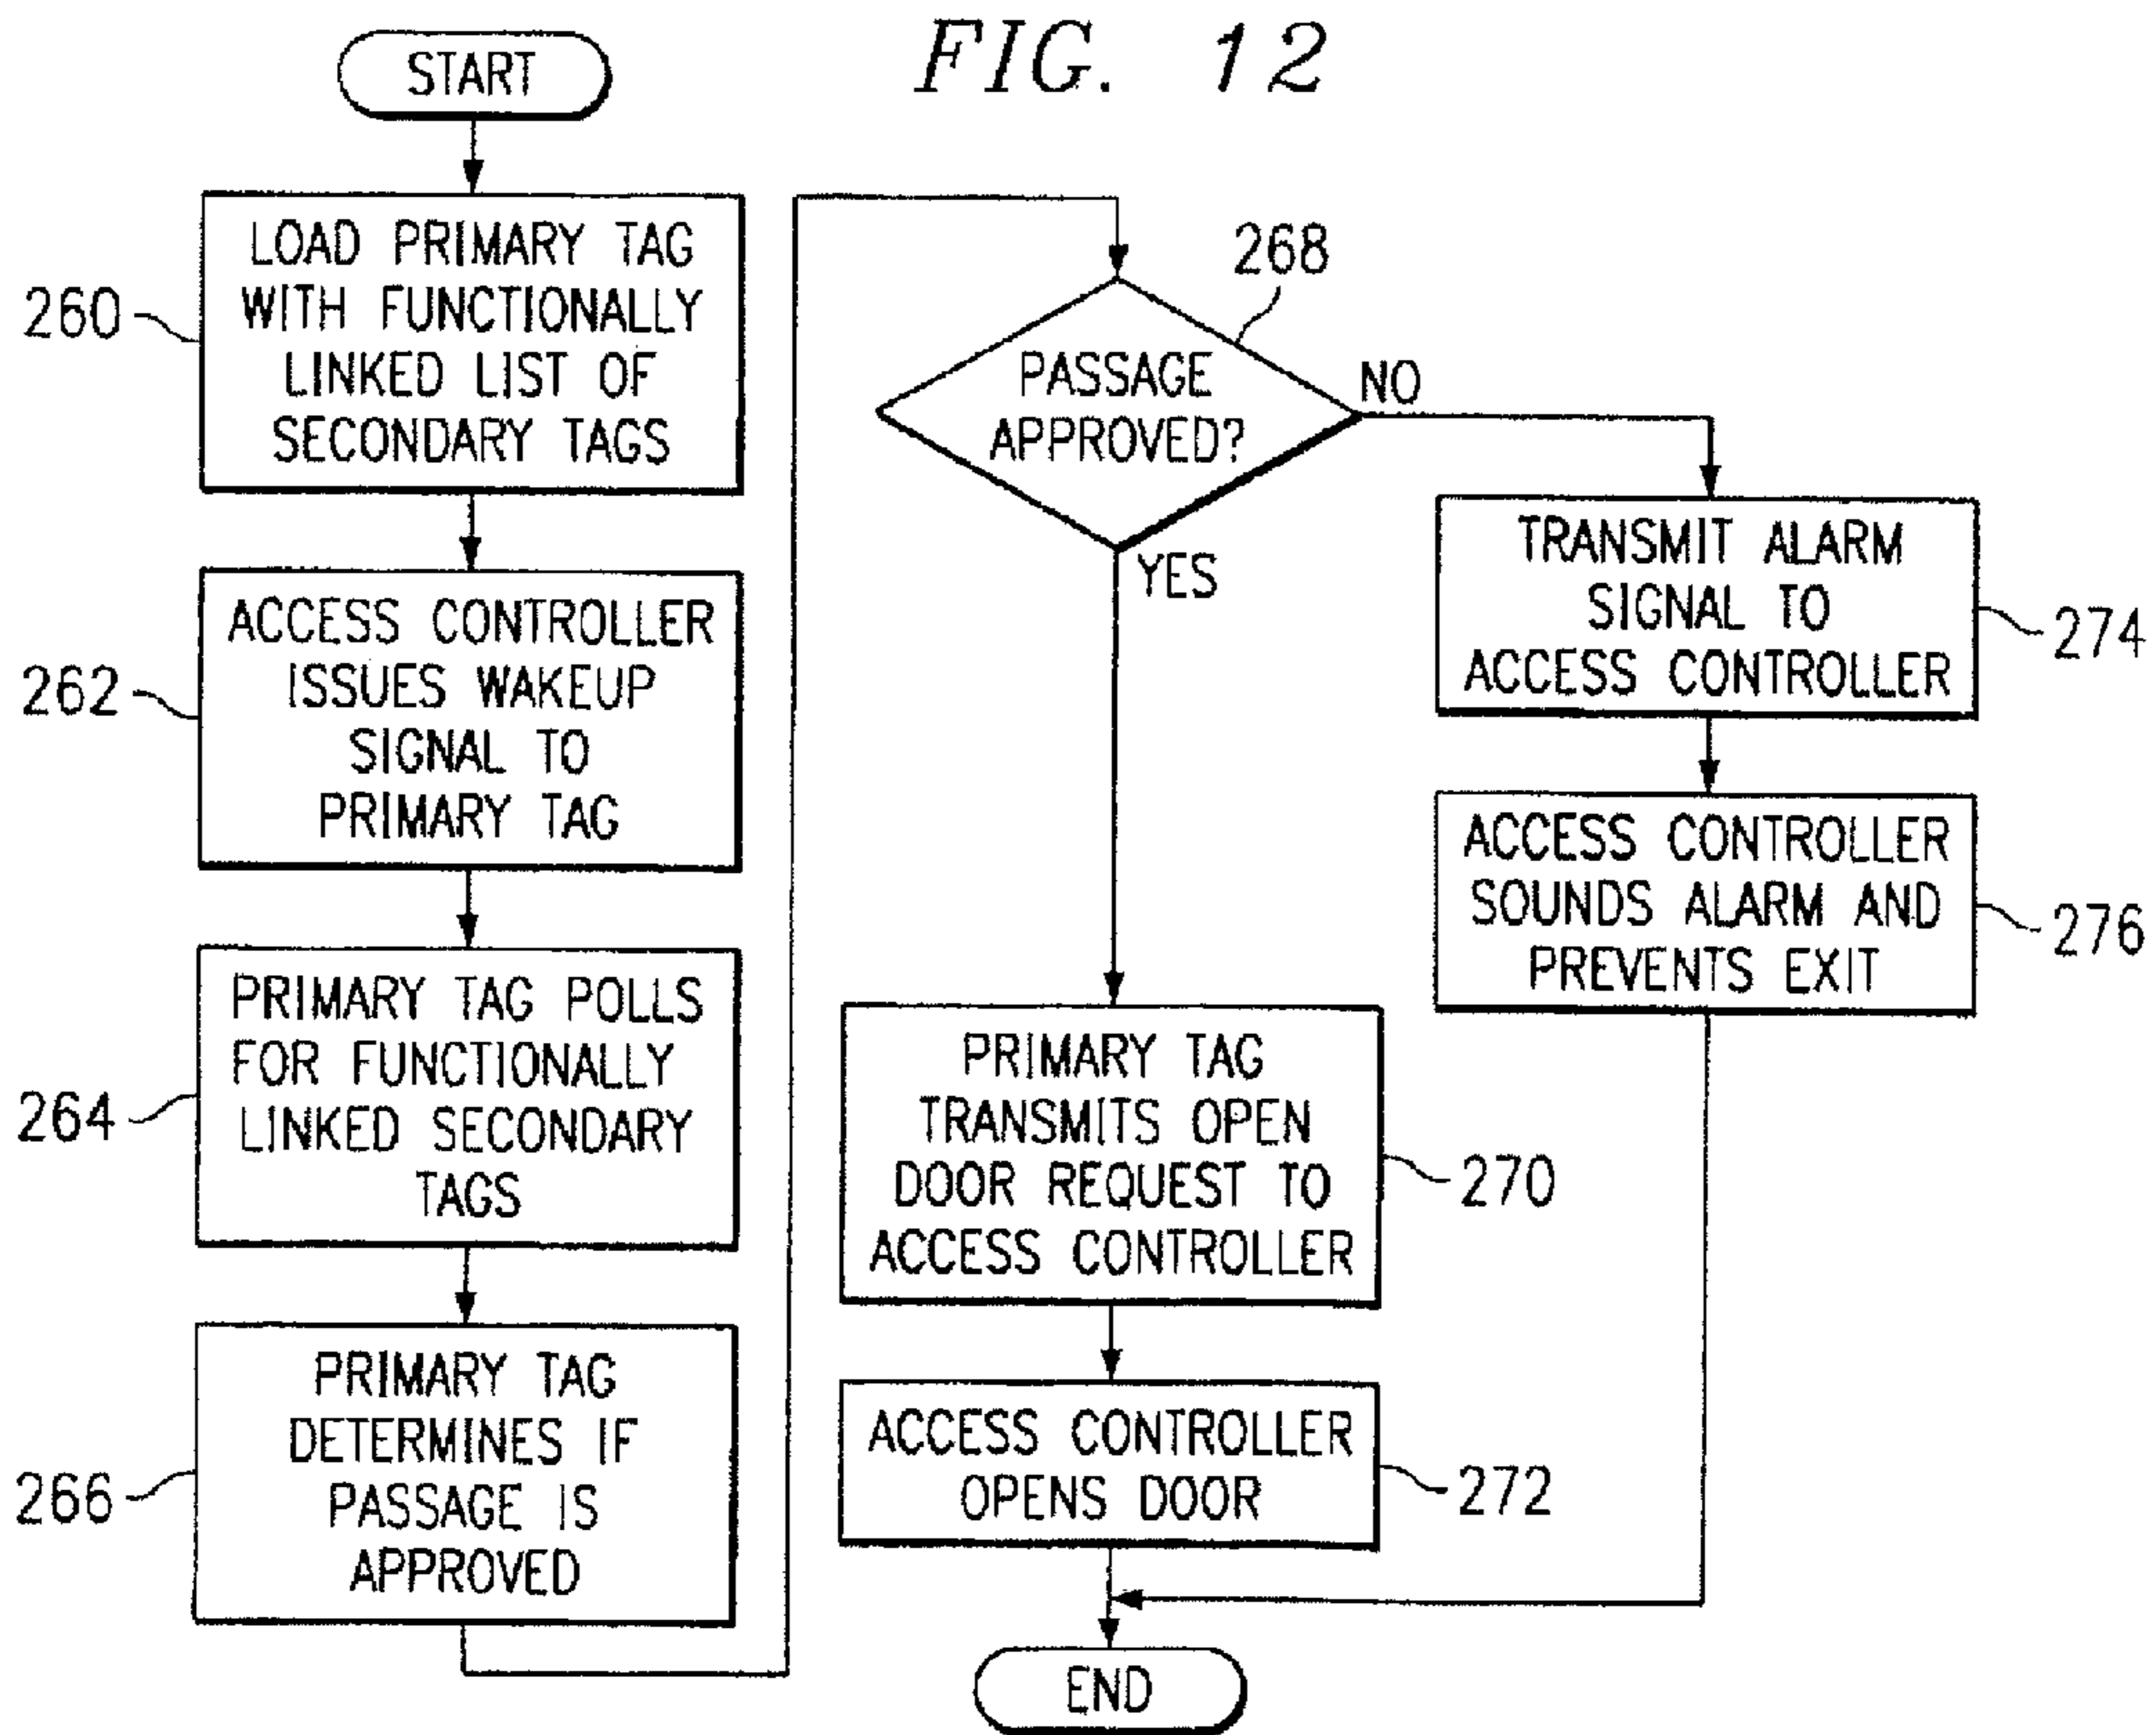 FIG. 12
START
260
LOAD PRIMARY TAG
WITH FUNCTIONALLY
LINKED LIST OF
SECONDARY TAGS
262
ACCESS CONTROLLER
ISSUES WAKEUP
SIGNAL TO
PRIMARY TAG
264
PRIMARY TAG POLLS
FOR FUNCTIONALLY
LINKED SECONDARY
TAGS
266
PRIMARY TAG
DETERMINES IF
PASSAGE IS
APPROVED
268
PASSAGE
APPROVED?
NO
YES
TRANSMIT ALARM
SIGNAL TO
ACCESS CONTROLLER
274
ACCESS CONTROLLER
SOUNDS ALARM AND
PREVENTS EXIT
276
PRIMARY TAG
TRANSMITS OPEN
DOOR REQUEST TO
ACCESS CONTROLLER
270
ACCESS CONTROLLER
OPENS DOOR
272
END